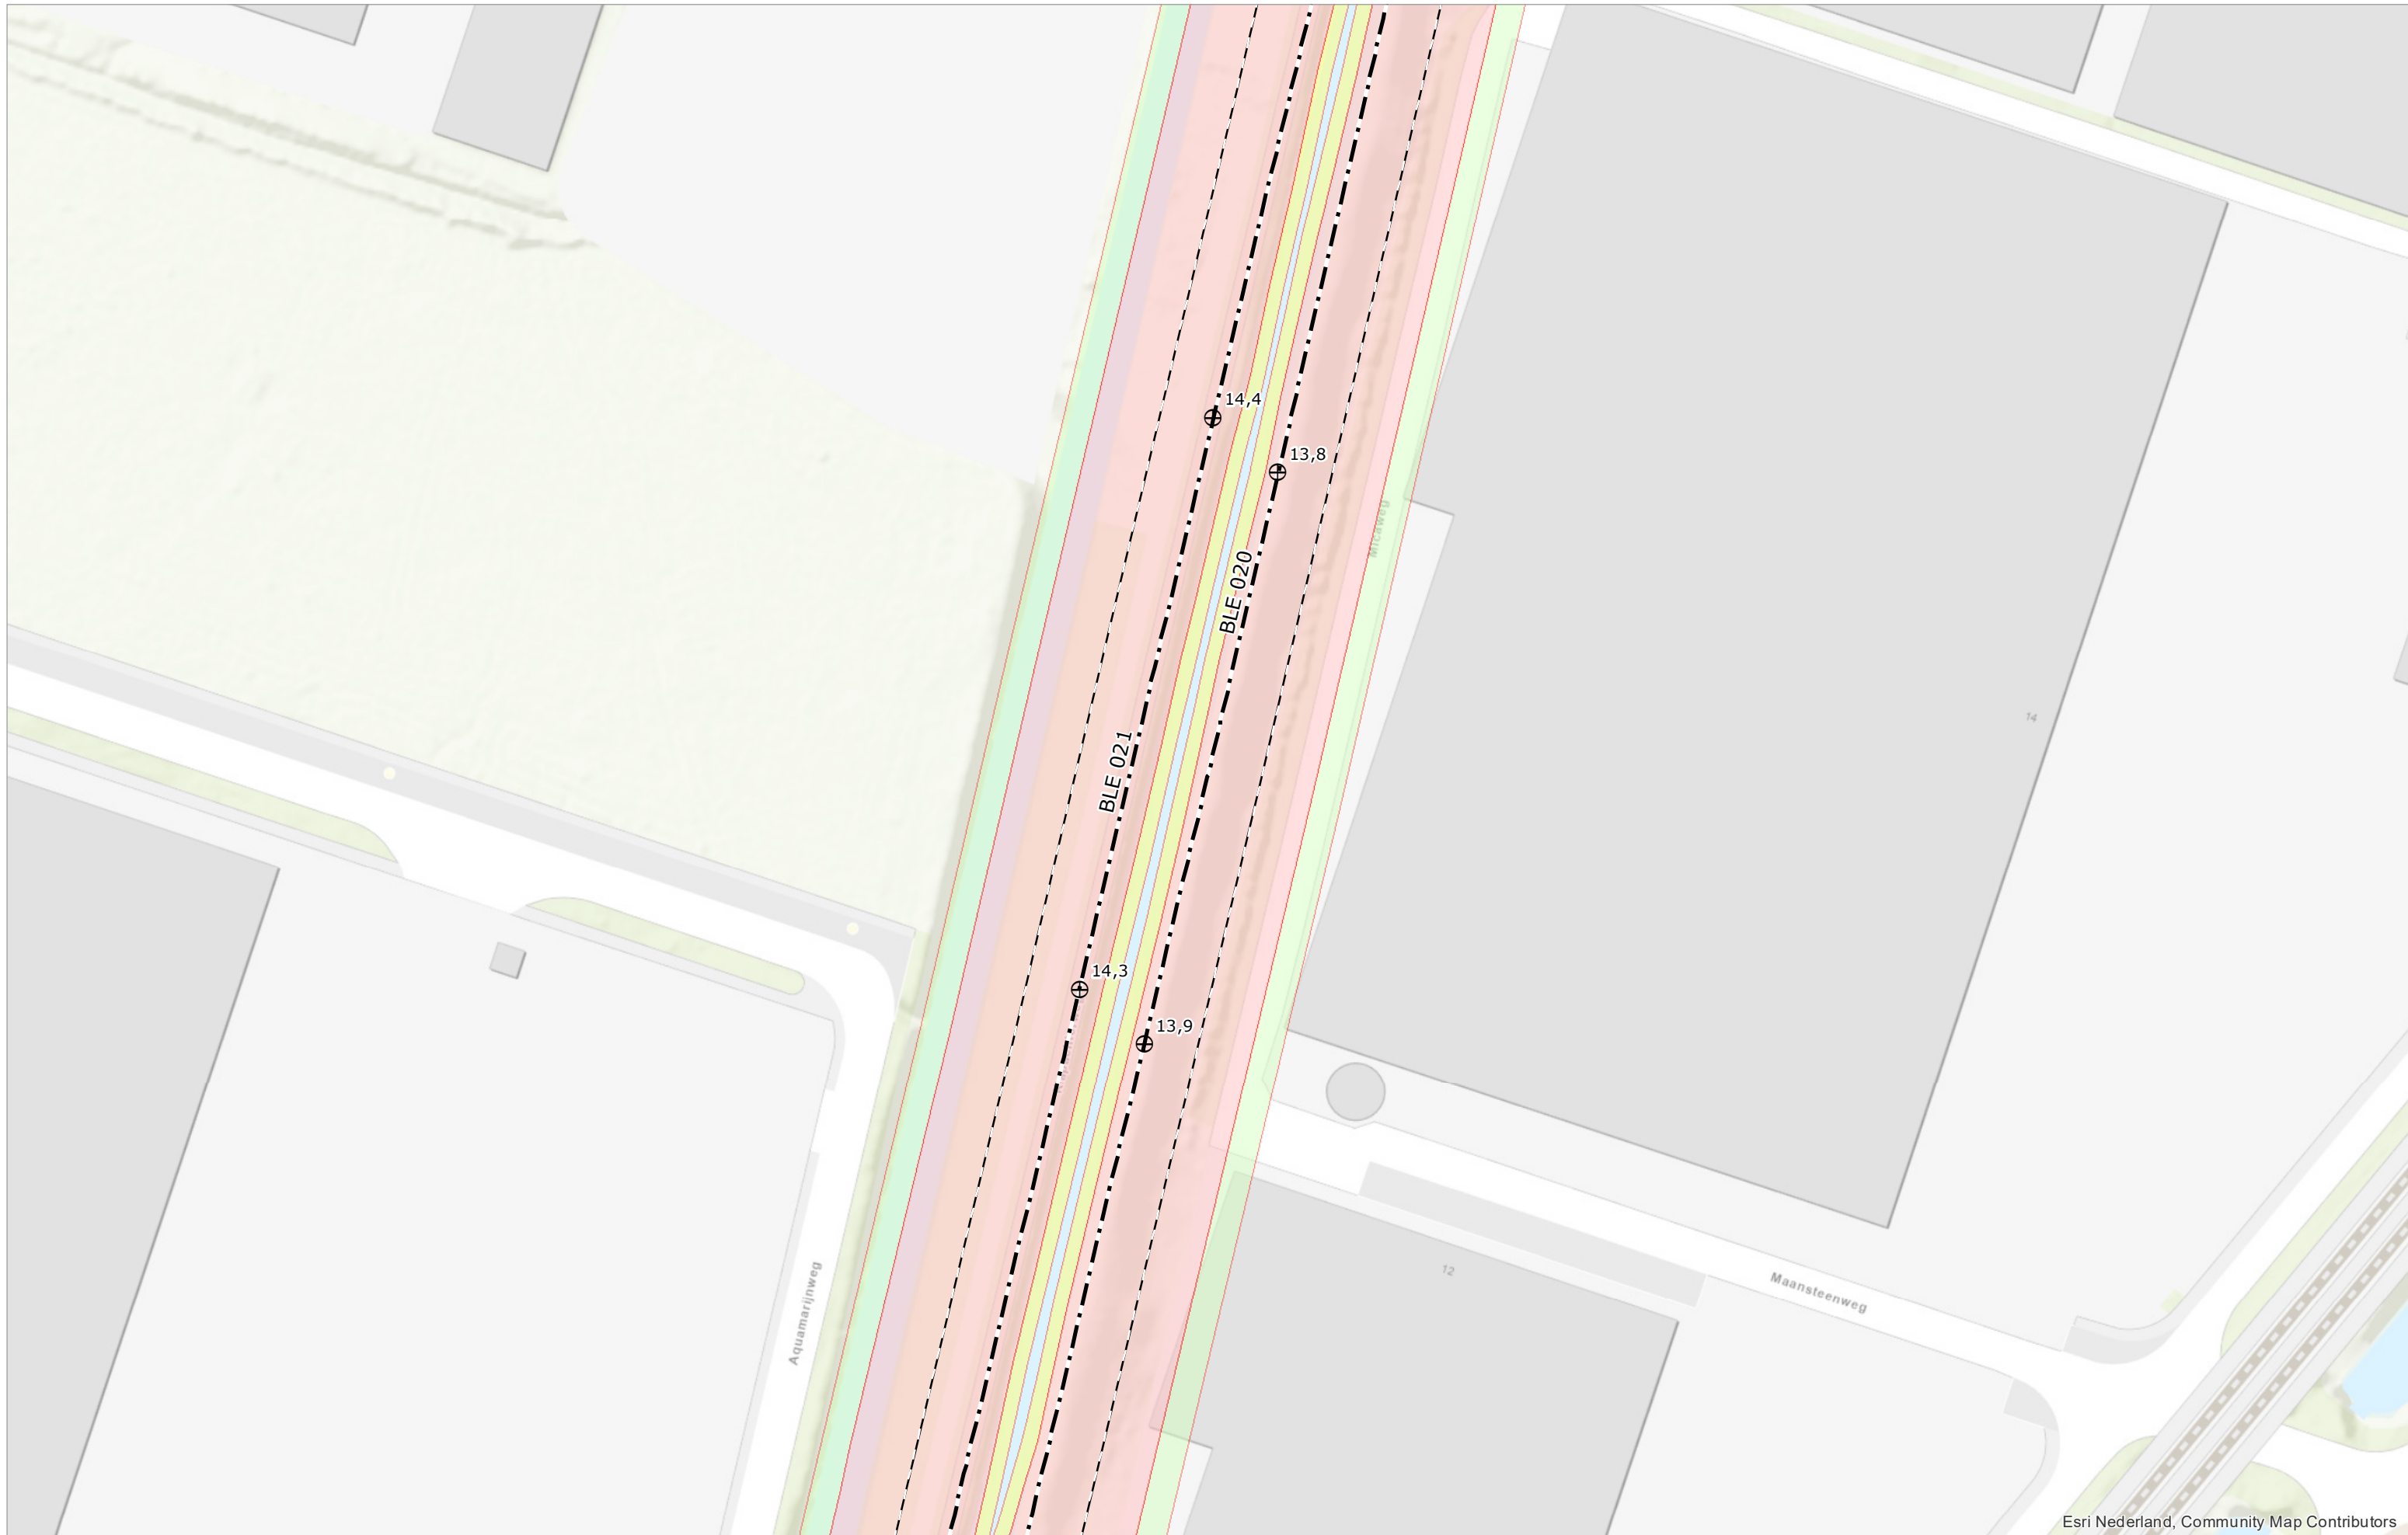 14,4
13,8
Micaweg
BLE 020
14
BLE 021
14,3
13,9
Aquamarijnweg
12
Maansteenweg
Esri Nederland, Community Map Contributors